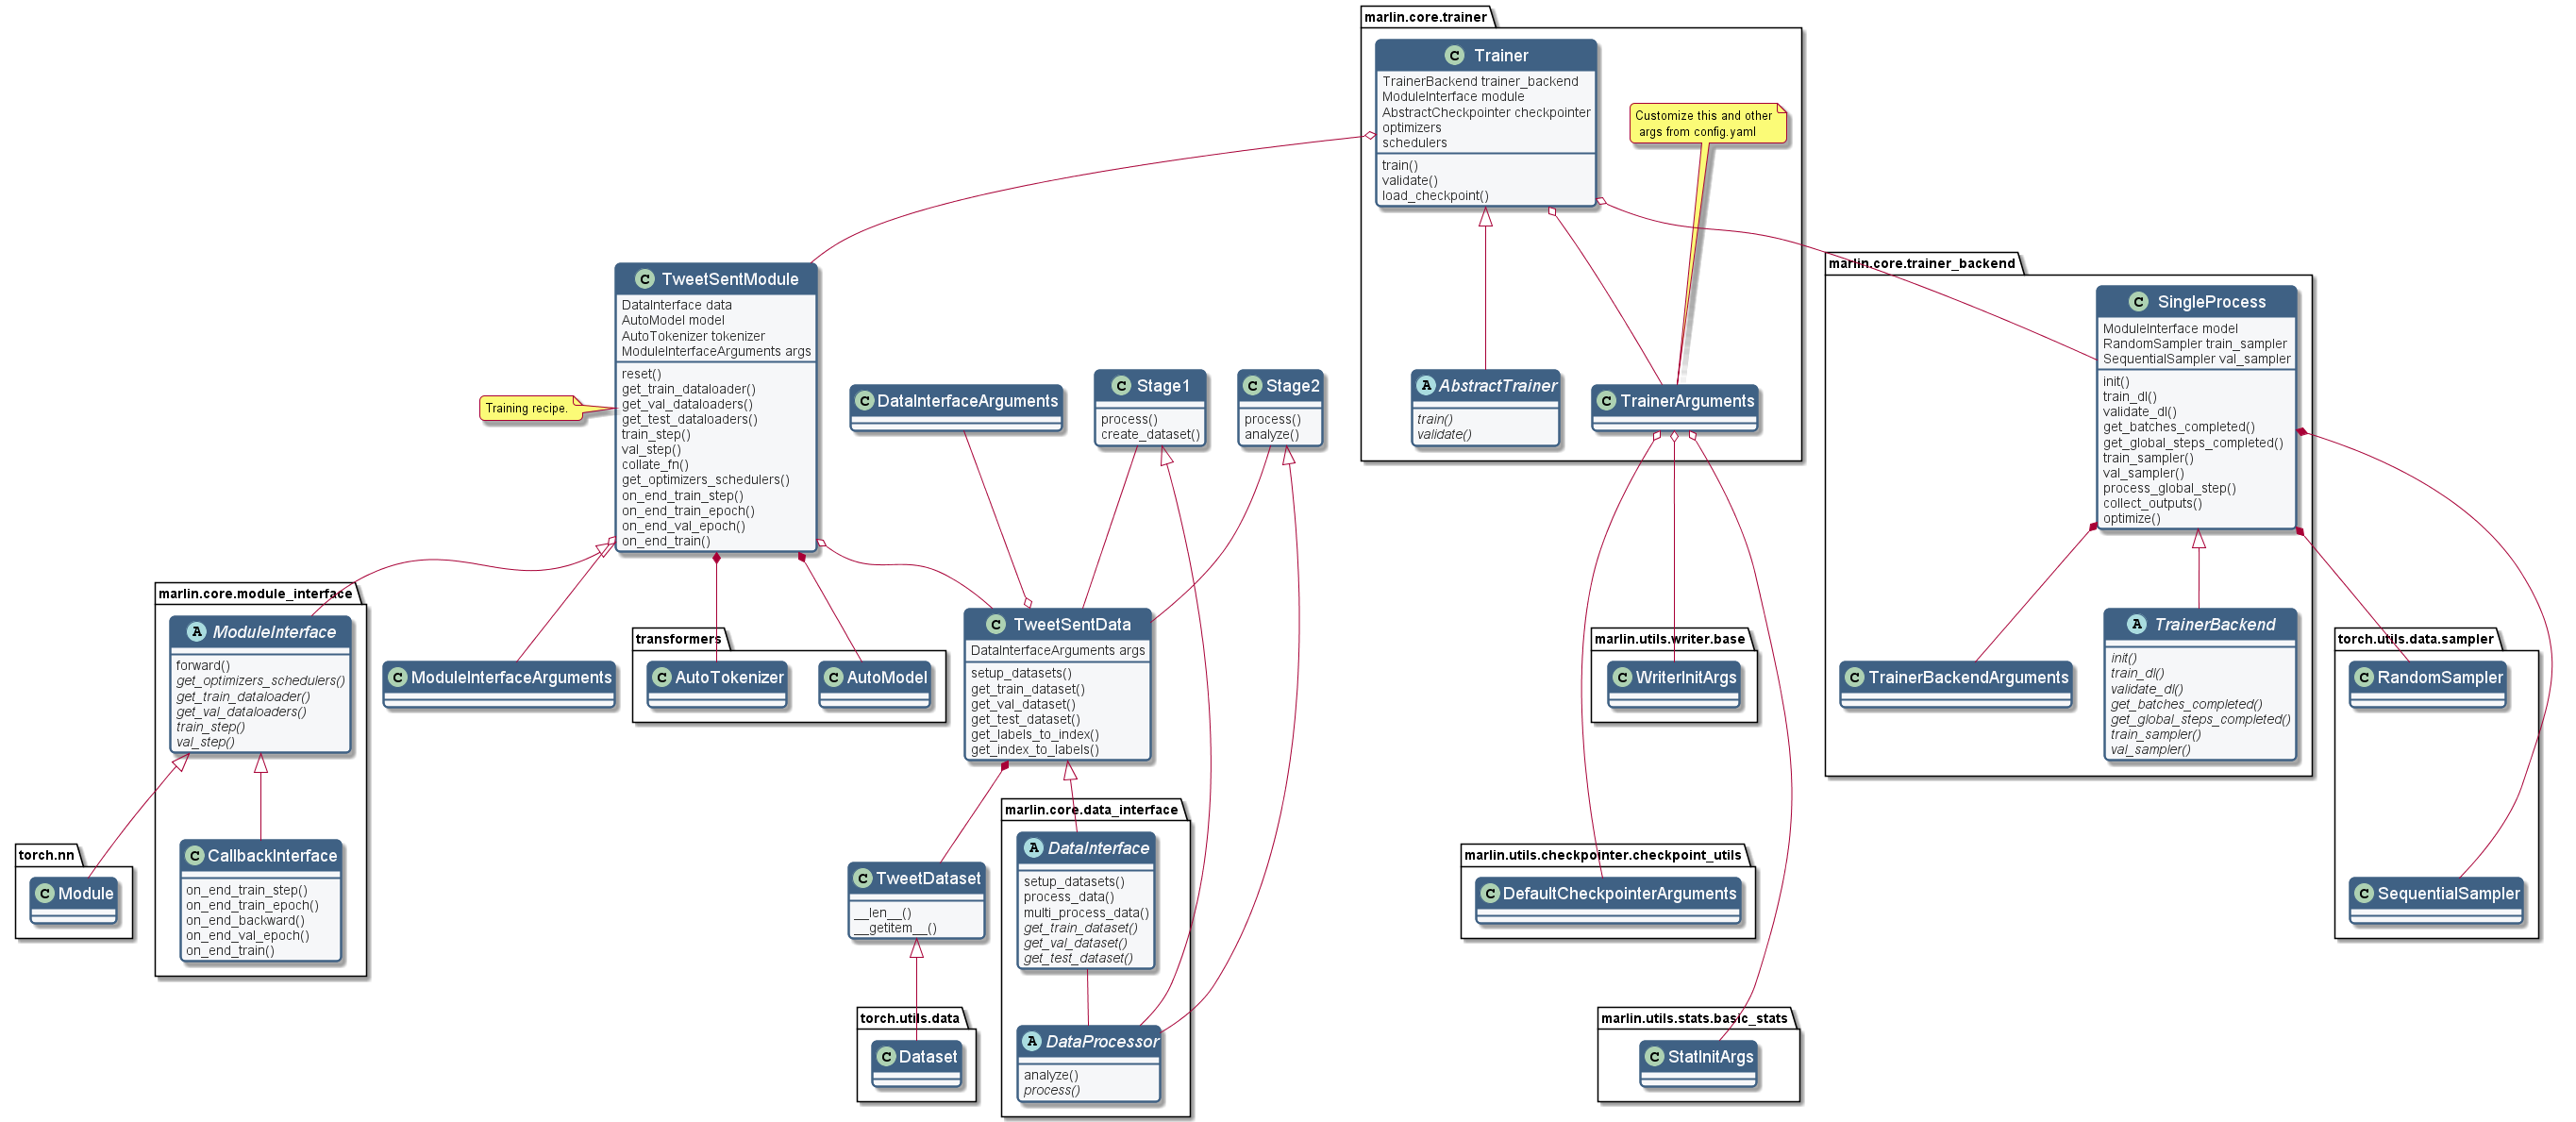 marlin.core.trainer
C Trainer
TrainerBackend trainer_backend
ModuleInterface module
AbstractCheckpointer checkpointer
optimizers
schedulers
train()
validate()
load_checkpoint()
Customize this and other
args from config.yaml
A AbstractTrainer
train()
validate()
C TrainerArguments
marlin.core.trainer_backend
C SingleProcess
ModuleInterface model
RandomSampler train_sampler
SequentialSampler val_sampler
init()
train_dl()
validate_dl()
get_batches_completed()
get_global_steps_completed()
train_sampler()
val_sampler()
process_global_step()
collect_outputs()
optimize()
C TrainerBackendArguments
A TrainerBackend
init()
train_dl()
validate_dl()
get_batches_completed()
get_global_steps_completed()
train_sampler()
val_sampler()
C TweetSentModule
DataInterface data
AutoModel model
AutoTokenizer tokenizer
ModuleInterfaceArguments args
reset()
get_train_dataloader()
get_val_dataloaders()
get_test_dataloaders()
train_step()
val_step()
collate_fn()
get_optimizers_schedulers()
on_end_train_step()
on_end_train_epoch()
on_end_val_epoch()
on_end_train()
Training recipe.
C DataInterfaceArguments
C Stage1
process()
create_dataset()
C Stage2
process()
analyze()
marlin.core.module_interface
A ModuleInterface
forward()
get_optimizers_schedulers()
get_train_dataloader()
get_val_dataloaders()
train_step()
val_step()
C CallbackInterface
on_end_train_step()
on_end_train_epoch()
on_end_backward()
on_end_val_epoch()
on_end_train()
C ModuleInterfaceArguments
transformers
C AutoTokenizer
C AutoModel
C TweetSentData
DataInterfaceArguments args
setup_datasets()
get_train_dataset()
get_val_dataset()
get_test_dataset()
get_labels_to_index()
get_index_to_labels()
marlin.utils.writer.base
C WriterInitArgs
torch.utils.data.sampler
C RandomSampler
C SequentialSampler
torch.nn
C Module
C TweetDataset
__len__()
__getitem__()
marlin.core.data_interface
A DataInterface
setup_datasets()
process_data()
multi_process_data()
get_train_dataset()
get_val_dataset()
get_test_dataset()
A DataProcessor
analyze()
process()
marlin.utils.checkpointer.checkpoint_utils
C DefaultCheckpointerArguments
torch.utils.data
C Dataset
marlin.utils.stats.basic_stats
C StatInitArgs